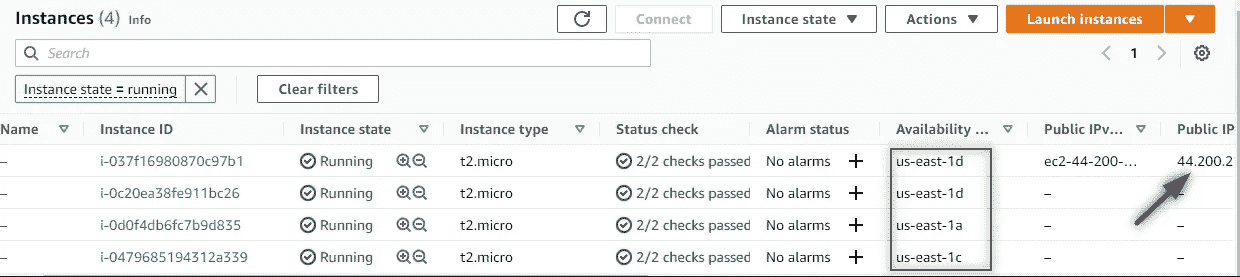 Instances (4) Info Connect Instance state Actions Launch instances
Search
1
Instance state = running Clear filters
Name Instance ID Instance state Instance type Status check Alarm status Availability ... Public IPv... Public IP
– i-037f16980870c97b1 Running t2.micro 2/2 checks passed No alarms + us-east-1d ec2-44-200-... 44.200.2
– i-0c20ea38fe911bc26 Running t2.micro 2/2 checks passed No alarms + us-east-1d – –
– i-0d0f4db6fc7b9d835 Running t2.micro 2/2 checks passed No alarms + us-east-1a – –
– i-0479685194312a339 Running t2.micro 2/2 checks passed No alarms + us-east-1c – –